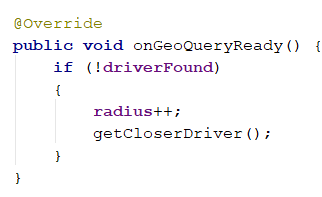 @Override
public void onGeoQueryReady() {
    if (!driverFound)
    {
        radius++;
        getCloserDriver();
    }
}